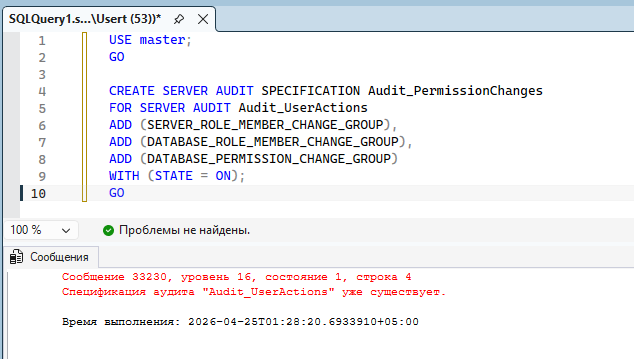 SQLQuery1.s...\Usert (53))*
1 USE master;
2 GO
3
4 CREATE SERVER AUDIT SPECIFICATION Audit_PermissionChanges
5 FOR SERVER AUDIT Audit_UserActions
6 ADD (SERVER_ROLE_MEMBER_CHANGE_GROUP),
7 ADD (DATABASE_ROLE_MEMBER_CHANGE_GROUP),
8 ADD (DATABASE_PERMISSION_CHANGE_GROUP)
9 WITH (STATE = ON);
10 GO
100 % Проблемы не найдены.
Сообщения
Сообщение 33230, уровень 16, состояние 1, строка 4
Спецификация аудита "Audit_UserActions" уже существует.
Время выполнения: 2026-04-25T01:28:20.6933910+05:00